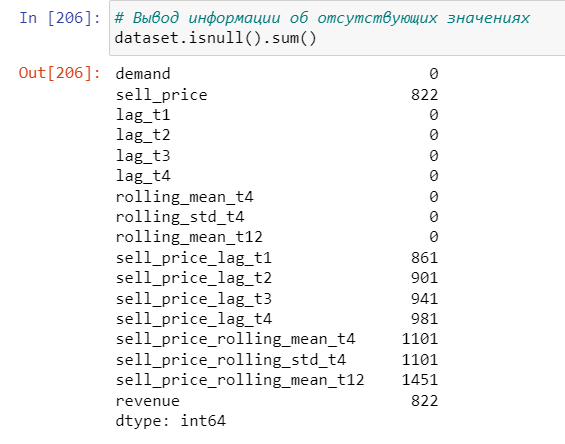 In [206]: # Вывод информации об отсутствующих значениях
dataset.isnull().sum()
Out[206]: demand 0
sell_price 822
lag_t1 0
lag_t2 0
lag_t3 0
lag_t4 0
rolling_mean_t4 0
rolling_std_t4 0
rolling_mean_t12 0
sell_price_lag_t1 861
sell_price_lag_t2 901
sell_price_lag_t3 941
sell_price_lag_t4 981
sell_price_rolling_mean_t4 1101
sell_price_rolling_std_t4 1101
sell_price_rolling_mean_t12 1451
revenue 822
dtype: int64